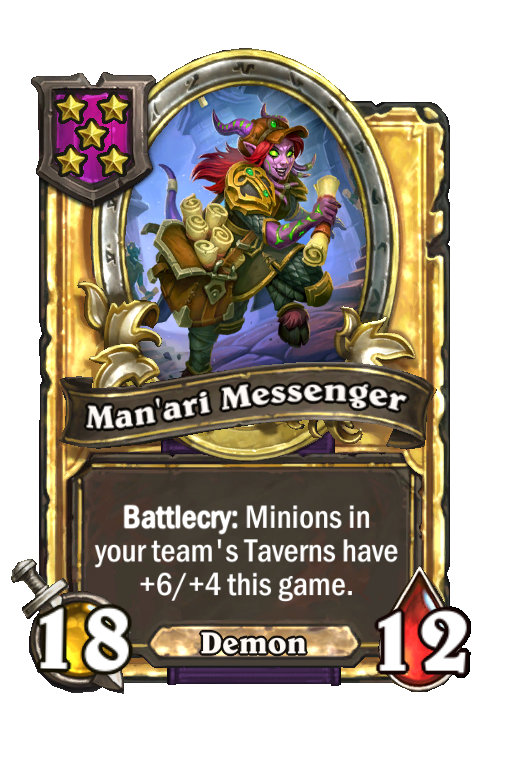 Man'ari Messenger
Battlecry: Minions in
your team's Taverns have
+6/+4 this game.
18
Demon
12